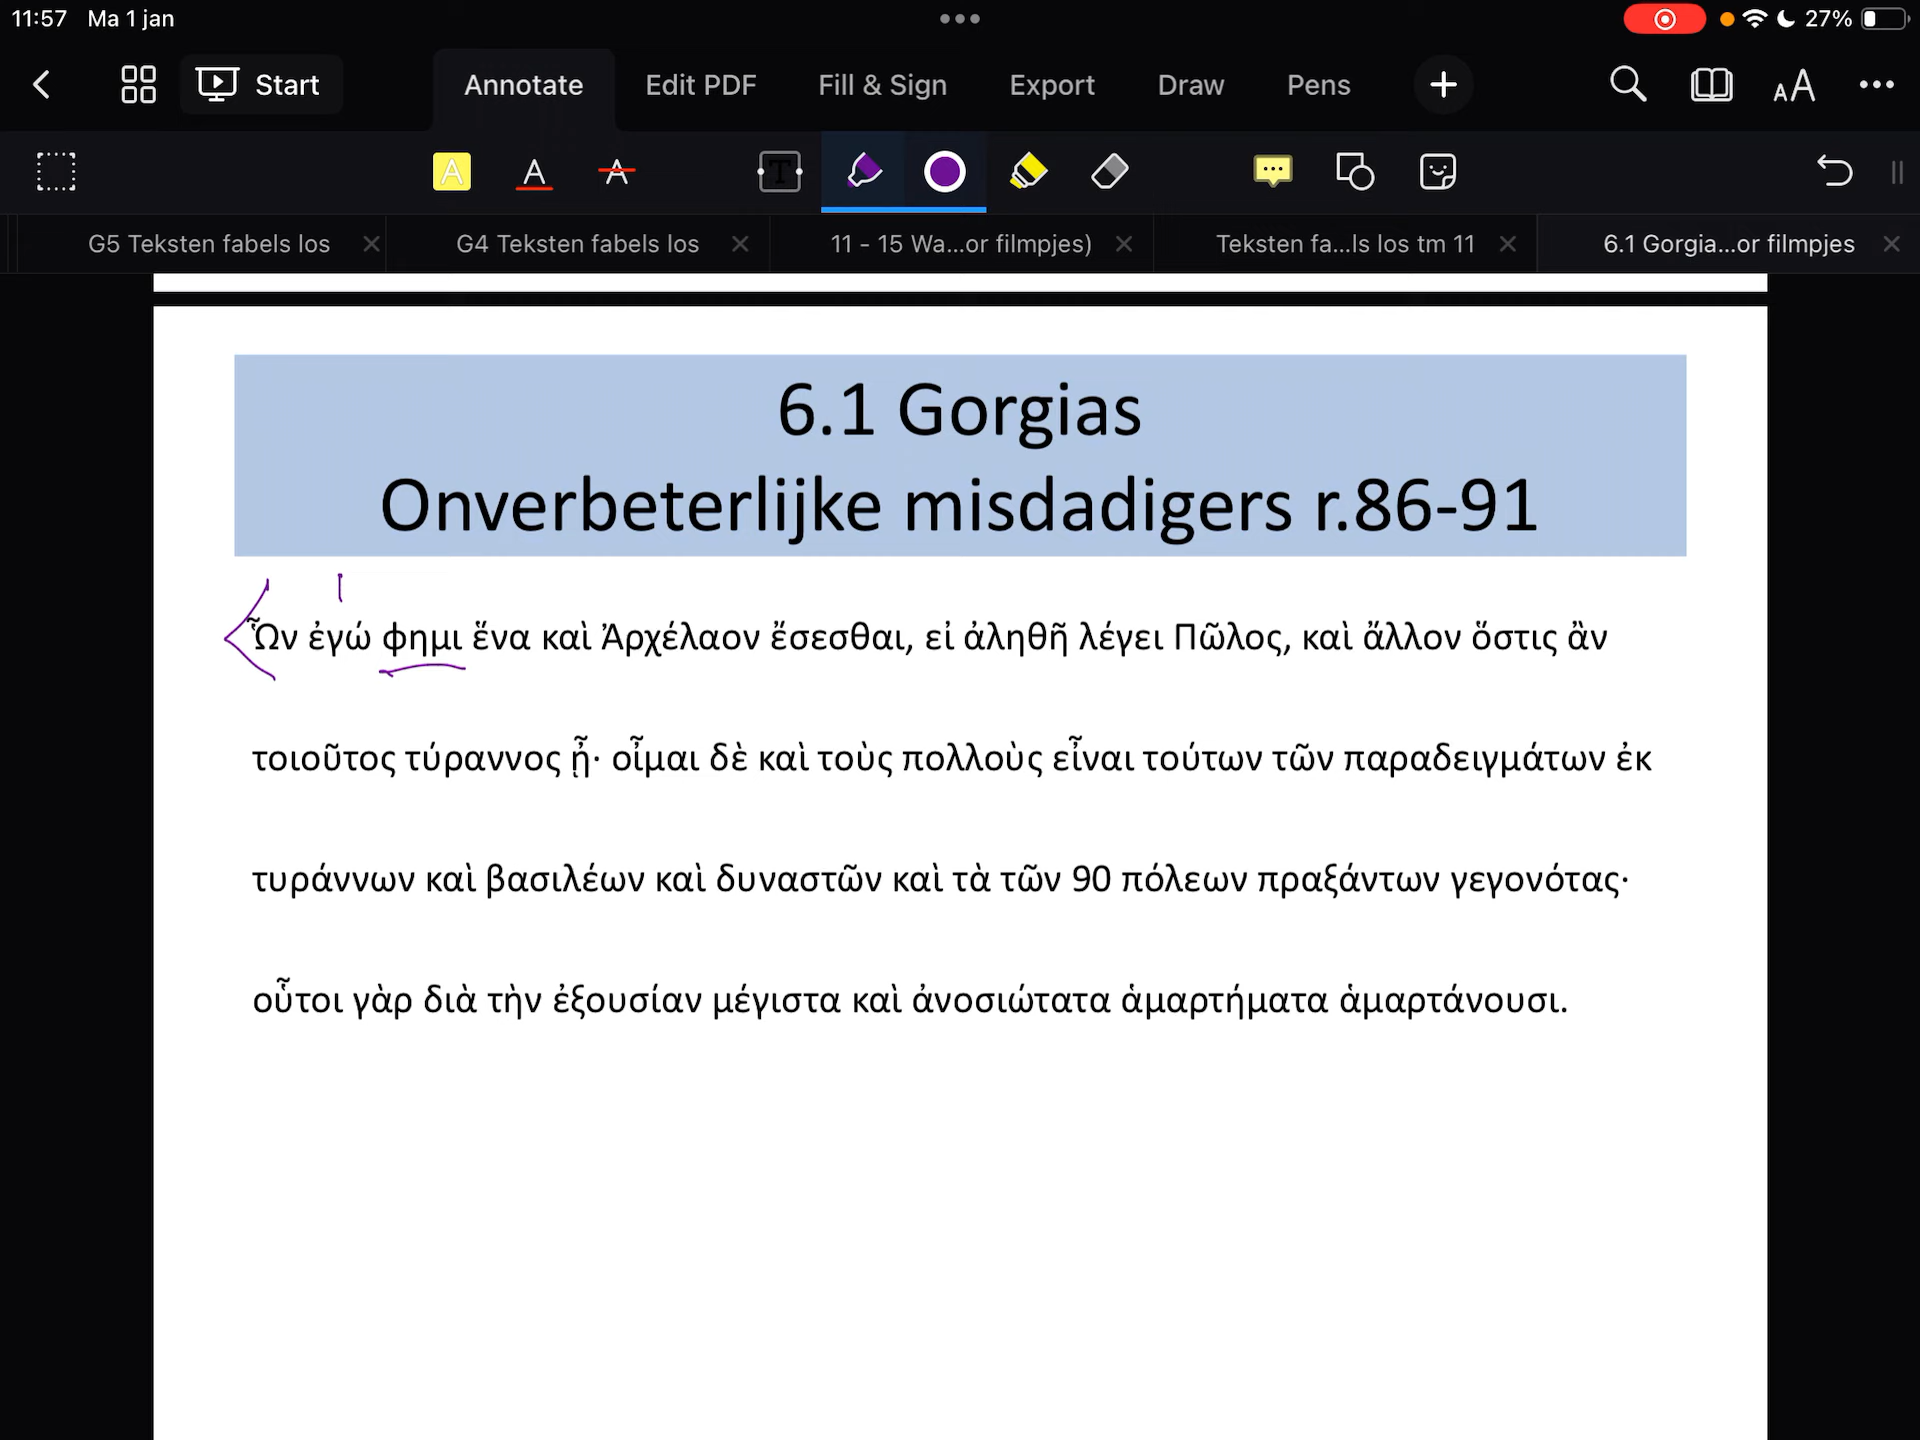 11:57 Ma 1 jan 27%
Start Annotate Edit PDF Fill & Sign Export Draw Pens
G5 Teksten fabels los G4 Teksten fabels los 11 - 15 Wa...or filmpjes) Teksten fa...ls los tm 11 6.1 Gorgia...or filmpjes
6.1 Gorgias
Onverbeterlijke misdadigers r.86-91
Ὧν ἐγώ φημι ἕνα καὶ Ἀρχέλαον ἔσεσθαι, εἰ ἀληθῆ λέγει Πῶλος, καὶ ἄλλον ὅστις ἂν
τοιοῦτος τύραννος ᾖ· οἶμαι δὲ καὶ τοὺς πολλοὺς εἶναι τούτων τῶν παραδειγμάτων ἐκ
τυράννων καὶ βασιλέων καὶ δυναστῶν καὶ τὰ τῶν 90 πόλεων πραξάντων γεγονότας·
οὗτοι γὰρ διὰ τὴν ἐξουσίαν μέγιστα καὶ ἀνοσιώτατα ἁμαρτήματα ἁμαρτάνουσι.